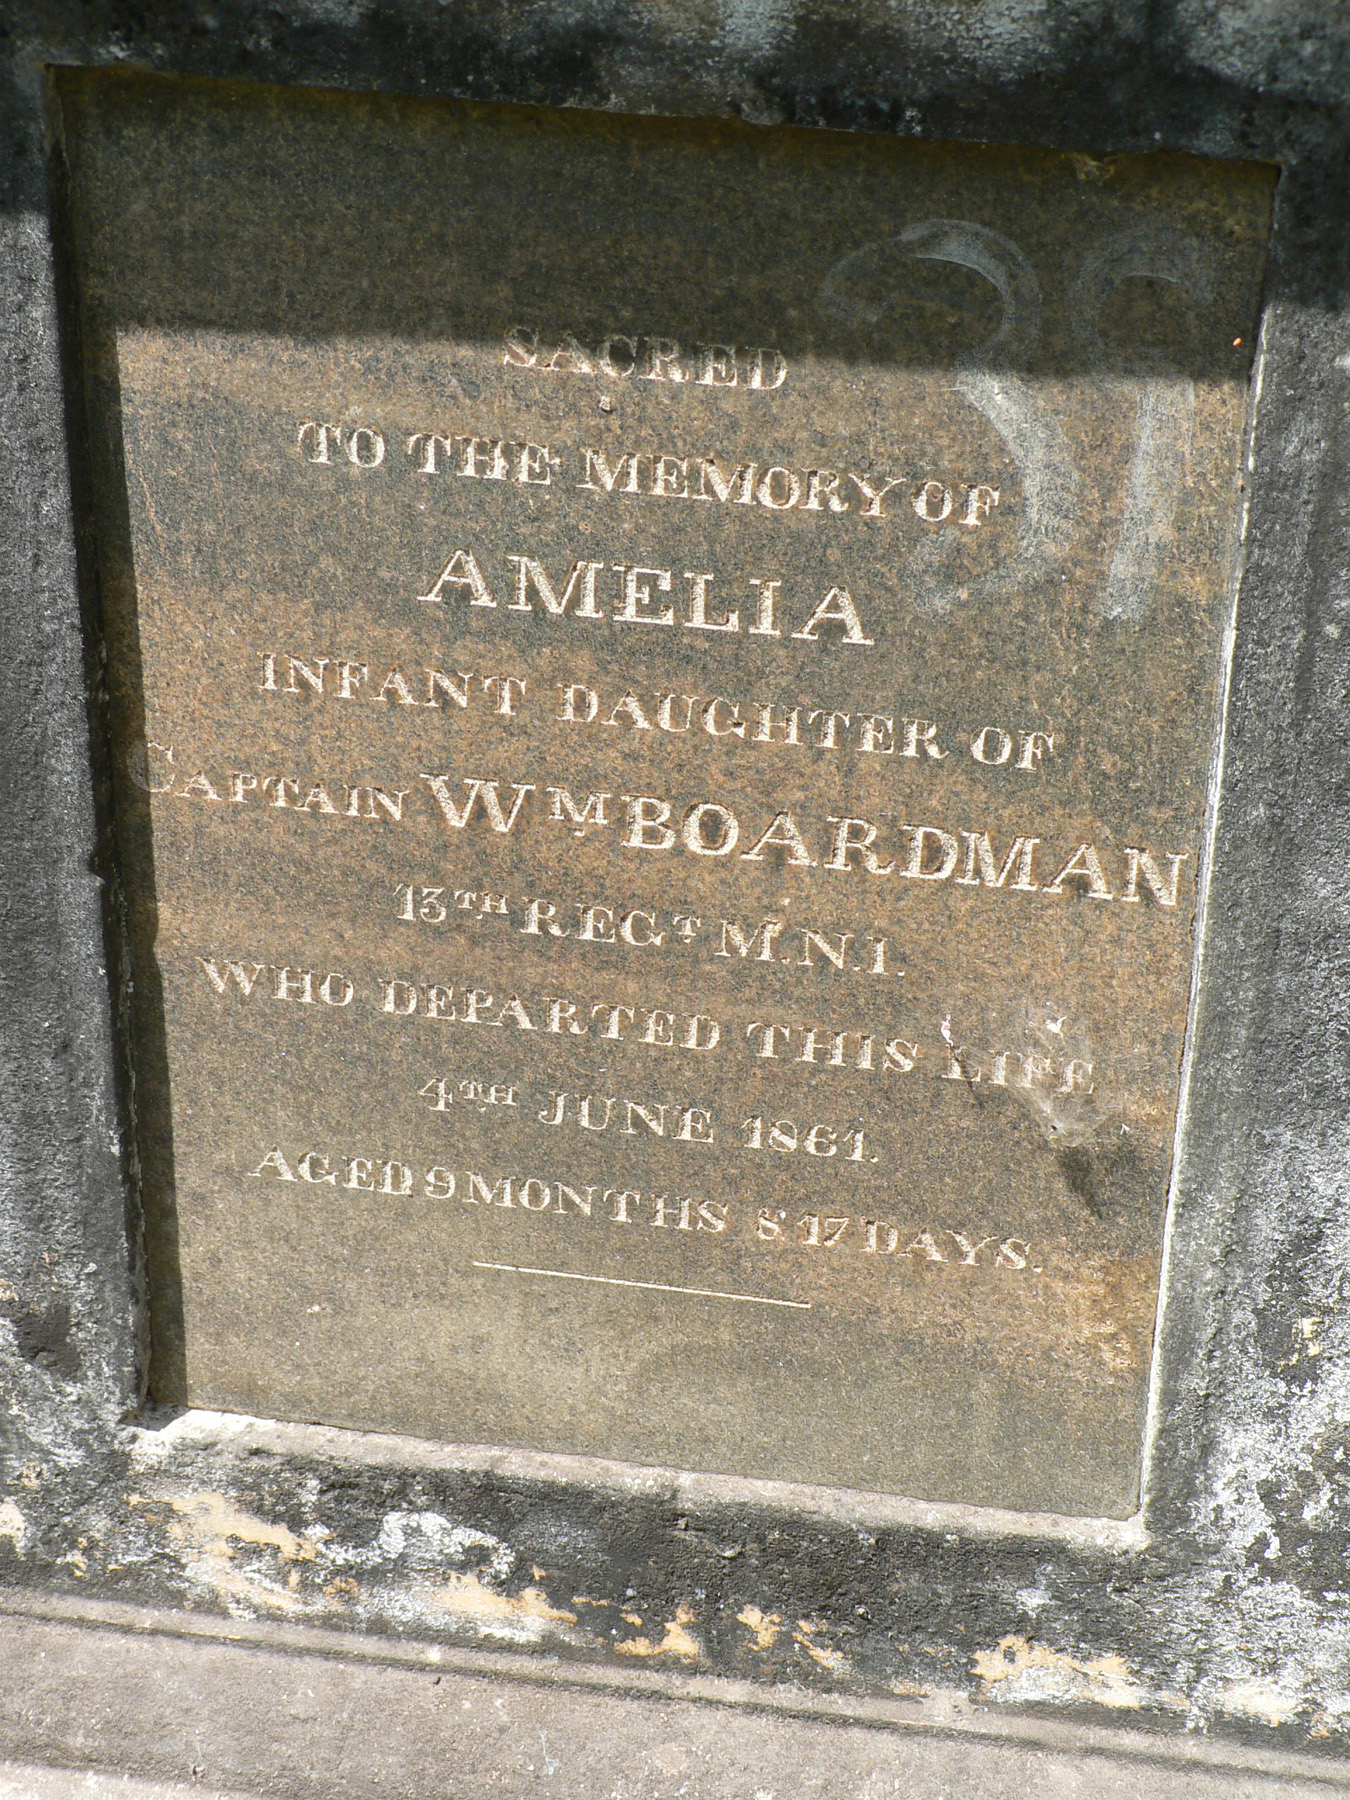 SACRED
TO THE MEMORY OF
AMELIA
INFANT DAUGHTER OF
CAPTAIN WM BOARDMAN
13TH REGT M.N.I.
WHO DEPARTED THIS LIFE
4TH JUNE 1861.
AGED 9 MONTHS & 17 DAYS.